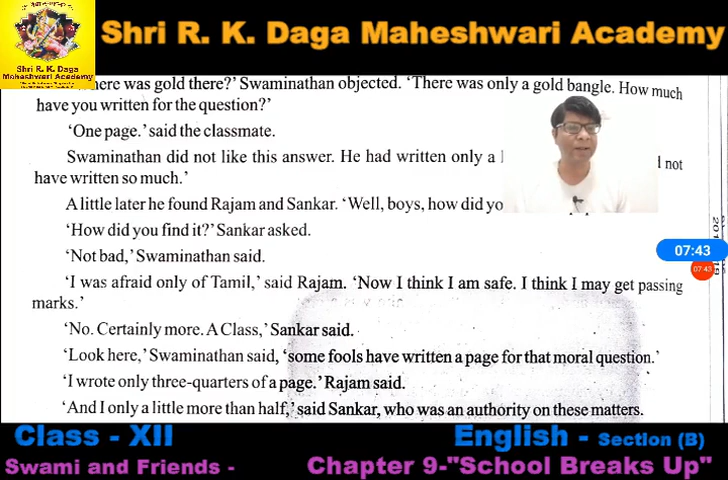 Shri R. K. Daga Maheshwari Academy
Shri R. K. Daga
Maheshwari Academy
here was gold there?’ Swaminathan objected. ‘There was only a gold bangle. How much
have you written for the question?’
‘One page.’ said the classmate.
Swaminathan did not like this answer. He had written only a l
not
have written so much.’
A little later he found Rajam and Sankar. ‘Well, boys, how did yo
‘How did you find it?’ Sankar asked.
‘Not bad,’ Swaminathan said.
07:43
07:43
‘I was afraid only of Tamil,’ said Rajam. ‘Now I think I am safe. I think I may get passing
marks.’
‘No. Certainly more. A Class,’ Sankar said.
‘Look here,’ Swaminathan said, ‘some fools have written a page for that moral question.’
‘I wrote only three-quarters of a page.’ Rajam said.
‘And I only a little more than half,’ said Sankar, who was an authority on these matters.
Class - XII
English - Section (B)
Swami and Friends -
Chapter 9-"School Breaks Up"